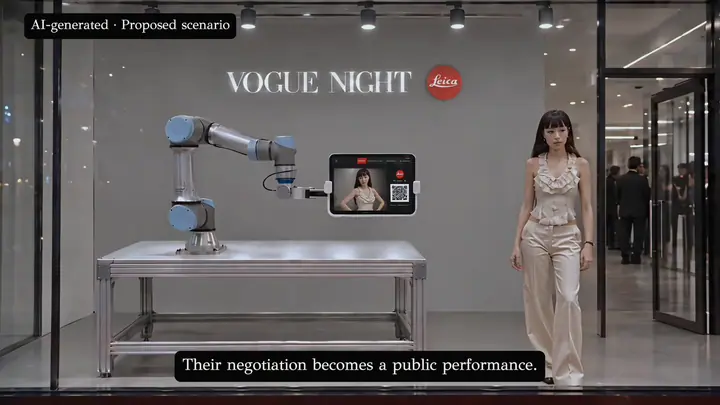 AI-generated · Proposed scenario
VOGUE NIGHT
Leica
Their negotiation becomes a public performance.